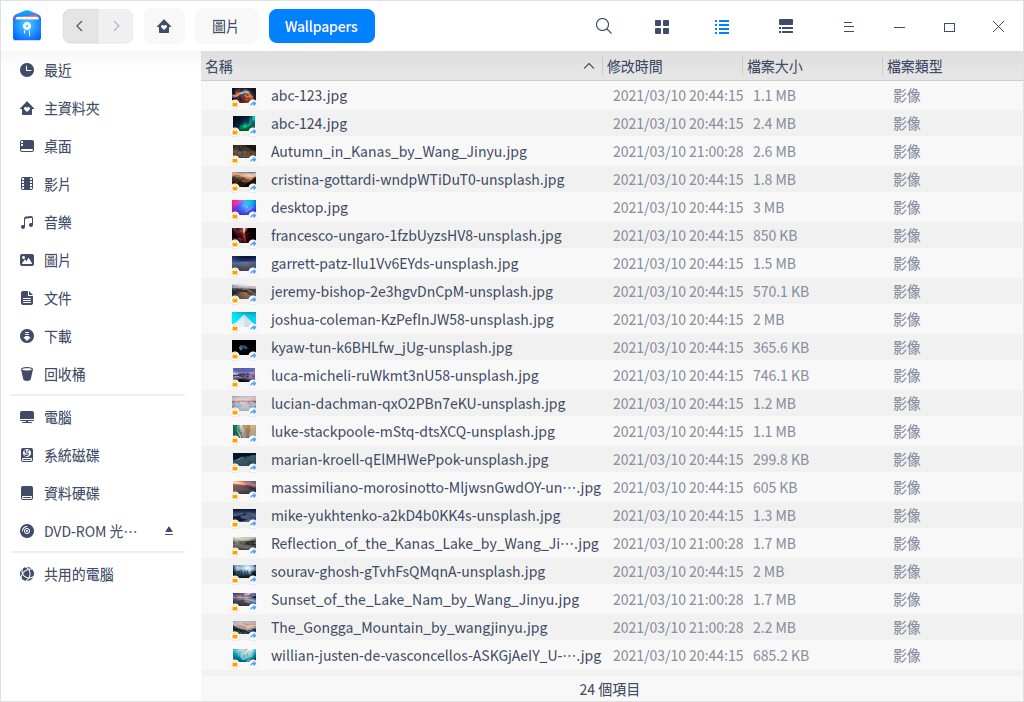 圖片
Wallpapers
最近
主資料夾
桌面
影片
音樂
圖片
文件
下載
回收桶
電腦
系統磁碟
資料硬碟
DVD-ROM 光⋯
共用的電腦
名稱 修改時間 檔案大小 檔案類型
abc-123.jpg 2021/03/10 20:44:15 1.1 MB 影像
abc-124.jpg 2021/03/10 20:44:15 2.4 MB 影像
Autumn_in_Kanas_by_Wang_Jinyu.jpg 2021/03/10 21:00:28 2.6 MB 影像
cristina-gottardi-wndpWTiDuT0-unsplash.jpg 2021/03/10 20:44:15 1.8 MB 影像
desktop.jpg 2021/03/10 20:44:15 3 MB 影像
francesco-ungaro-1fzbUyzsHV8-unsplash.jpg 2021/03/10 20:44:15 850 KB 影像
garrett-patz-Ilu1Vv6EYds-unsplash.jpg 2021/03/10 20:44:15 1.5 MB 影像
jeremy-bishop-2e3hgvDnCpM-unsplash.jpg 2021/03/10 20:44:15 570.1 KB 影像
joshua-coleman-KzPefInJW58-unsplash.jpg 2021/03/10 20:44:15 2 MB 影像
kyaw-tun-k6BHLfw_jUg-unsplash.jpg 2021/03/10 20:44:15 365.6 KB 影像
luca-micheli-ruWkmt3nU58-unsplash.jpg 2021/03/10 20:44:15 746.1 KB 影像
lucian-dachman-qxO2PBn7eKU-unsplash.jpg 2021/03/10 20:44:15 1.2 MB 影像
luke-stackpoole-mStq-dtsXCQ-unsplash.jpg 2021/03/10 20:44:15 1.1 MB 影像
marian-kroell-qElMHWePpok-unsplash.jpg 2021/03/10 20:44:15 299.8 KB 影像
massimiliano-morosinotto-MljwsnGwdOY-un⋯.jpg 2021/03/10 20:44:15 605 KB 影像
mike-yukhtenko-a2kD4b0KK4s-unsplash.jpg 2021/03/10 20:44:15 1.3 MB 影像
Reflection_of_the_Kanas_Lake_by_Wang_Ji⋯.jpg 2021/03/10 21:00:28 1.7 MB 影像
sourav-ghosh-gTvhFsQMqnA-unsplash.jpg 2021/03/10 20:44:15 2 MB 影像
Sunset_of_the_Lake_Nam_by_Wang_Jinyu.jpg 2021/03/10 21:00:28 1.7 MB 影像
The_Gongga_Mountain_by_wangjinyu.jpg 2021/03/10 21:00:28 2.2 MB 影像
willian-justen-de-vasconcellos-ASKGjAeIY_U-⋯.jpg 2021/03/10 20:44:15 685.2 KB 影像
24 個項目